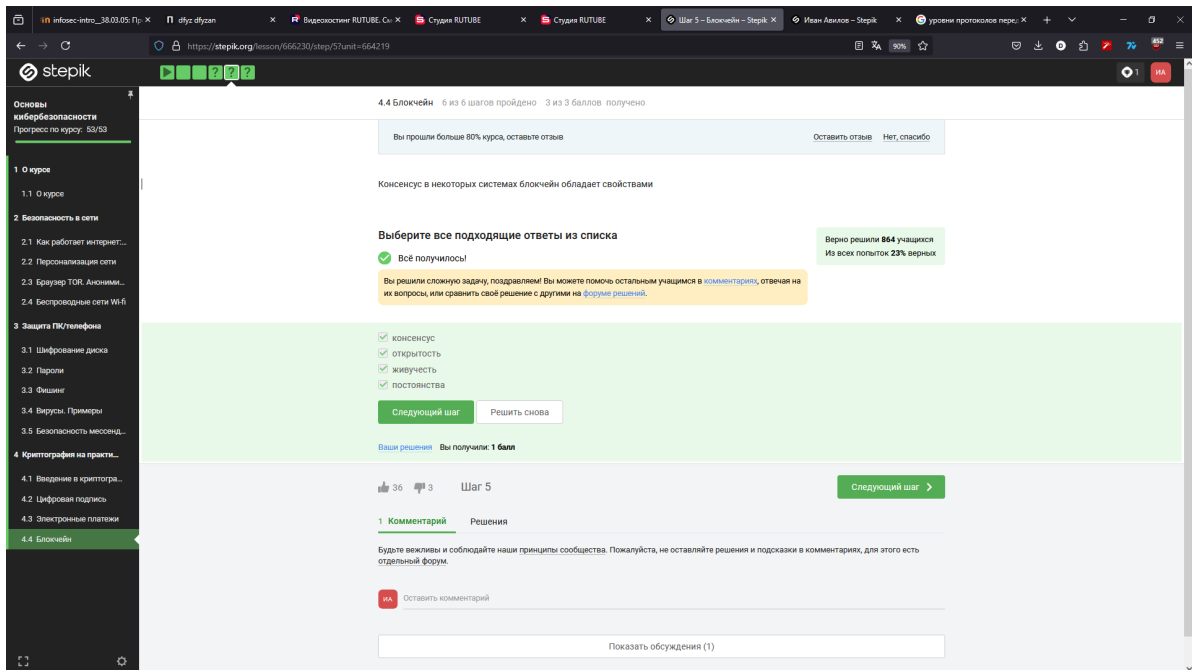 infosec-intro__38.03.05: Пр
dfyz dfyzan
Видеохостинг RUTUBE. См
Студия RUTUBE
Студия RUTUBE
Шаг 5 – Блокчейн – Stepik
Иван Авилов – Stepik
уровни протоколов перед
https://stepik.org/lesson/666230/step/5?unit=664219
90%
452
stepik
1
ИА
Основы
кибербезопасности
Прогресс по курсу: 53/53
1 О курсе
1.1 О курсе
2 Безопасность в сети
2.1 Как работает интернет:...
2.2 Персонализация сети
2.3 Браузер TOR. Анонимн...
2.4 Беспроводные сети Wi-fi
3 Защита ПК/телефона
3.1 Шифрование диска
3.2 Пароли
3.3 Фишинг
3.4 Вирусы. Примеры
3.5 Безопасность мессенд...
4 Криптография на практи...
4.1 Введение в криптогра...
4.2 Цифровая подпись
4.3 Электронные платежи
4.4 Блокчейн
4.4 Блокчейн 6 из 6 шагов пройдено 3 из 3 баллов получено
Вы прошли больше 80% курса, оставьте отзыв
Оставить отзыв Нет, спасибо
Консенсус в некоторых системах блокчейн обладает свойствами
Выберите все подходящие ответы из списка
Верно решили 864 учащихся
Из всех попыток 23% верных
Всё получилось!
Вы решили сложную задачу, поздравляем! Вы можете помочь остальным учащимся в комментариях, отвечая на
их вопросы, или сравнить своё решение с другими на форуме решений.
консенсус
открытость
живучесть
постоянства
Следующий шаг Решить снова
Ваши решения Вы получили: 1 балл
36 3 Шаг 5
Следующий шаг
1 Комментарий Решения
Будьте вежливы и соблюдайте наши принципы сообщества. Пожалуйста, не оставляйте решения и подсказки в комментариях, для этого есть
отдельный форум.
ИА Оставить комментарий
Показать обсуждения (1)